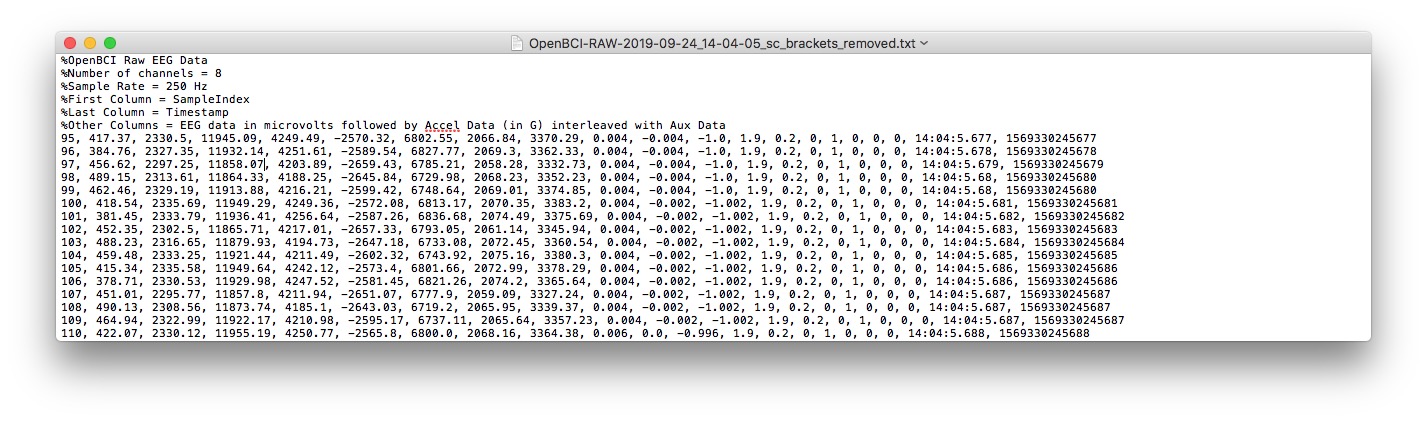 OpenBCI-RAW-2019-09-24_14-04-05_sc_brackets_removed.txt
%OpenBCI Raw EEG Data
%Number of channels = 8
%Sample Rate = 250 Hz
%First Column = SampleIndex
%Last Column = Timestamp
%Other Columns = EEG data in microvolts followed by Accel Data (in G) interleaved with Aux Data
95, 417.37, 2330.5, 11945.09, 4249.49, -2570.32, 6802.55, 2066.84, 3370.29, 0.004, -0.004, -1.0, 1.9, 0.2, 0, 1, 0, 0, 0, 14:04:5.677, 1569330245677
96, 384.76, 2327.35, 11932.14, 4251.61, -2589.54, 6827.77, 2069.3, 3362.33, 0.004, -0.004, -1.0, 1.9, 0.2, 0, 1, 0, 0, 0, 14:04:5.678, 1569330245678
97, 456.62, 2297.25, 11858.07, 4203.89, -2659.43, 6785.21, 2058.28, 3332.73, 0.004, -0.004, -1.0, 1.9, 0.2, 0, 1, 0, 0, 0, 14:04:5.679, 1569330245679
98, 489.15, 2313.61, 11864.33, 4188.25, -2645.84, 6729.98, 2068.23, 3352.23, 0.004, -0.004, -1.0, 1.9, 0.2, 0, 1, 0, 0, 0, 14:04:5.68, 1569330245680
99, 462.46, 2329.19, 11913.88, 4216.21, -2599.42, 6748.64, 2069.01, 3374.85, 0.004, -0.004, -1.0, 1.9, 0.2, 0, 1, 0, 0, 0, 14:04:5.68, 1569330245680
100, 418.54, 2335.69, 11949.29, 4249.36, -2572.08, 6813.17, 2070.35, 3383.2, 0.004, -0.002, -1.002, 1.9, 0.2, 0, 1, 0, 0, 0, 14:04:5.681, 1569330245681
101, 381.45, 2333.79, 11936.41, 4256.64, -2587.26, 6836.68, 2074.49, 3375.69, 0.004, -0.002, -1.002, 1.9, 0.2, 0, 1, 0, 0, 0, 14:04:5.682, 1569330245682
102, 452.35, 2302.5, 11865.71, 4217.01, -2657.33, 6793.05, 2061.14, 3345.94, 0.004, -0.002, -1.002, 1.9, 0.2, 0, 1, 0, 0, 0, 14:04:5.683, 1569330245683
103, 488.23, 2316.65, 11879.93, 4194.73, -2647.18, 6733.08, 2072.45, 3360.54, 0.004, -0.002, -1.002, 1.9, 0.2, 0, 1, 0, 0, 0, 14:04:5.684, 1569330245684
104, 459.48, 2333.25, 11921.44, 4211.49, -2602.32, 6743.92, 2075.16, 3380.3, 0.004, -0.002, -1.002, 1.9, 0.2, 0, 1, 0, 0, 0, 14:04:5.685, 1569330245685
105, 415.34, 2335.58, 11949.64, 4242.12, -2573.4, 6801.66, 2072.99, 3378.29, 0.004, -0.002, -1.002, 1.9, 0.2, 0, 1, 0, 0, 0, 14:04:5.686, 1569330245686
106, 378.71, 2330.53, 11929.98, 4247.52, -2581.45, 6821.26, 2074.2, 3365.64, 0.004, -0.002, -1.002, 1.9, 0.2, 0, 1, 0, 0, 0, 14:04:5.686, 1569330245686
107, 451.01, 2295.77, 11857.8, 4211.94, -2651.07, 6777.9, 2059.09, 3327.24, 0.004, -0.002, -1.002, 1.9, 0.2, 0, 1, 0, 0, 0, 14:04:5.687, 1569330245687
108, 490.13, 2308.56, 11873.74, 4185.1, -2643.03, 6719.2, 2065.95, 3339.37, 0.004, -0.002, -1.002, 1.9, 0.2, 0, 1, 0, 0, 0, 14:04:5.687, 1569330245687
109, 464.94, 2322.99, 11922.17, 4210.98, -2595.17, 6737.11, 2065.64, 3357.23, 0.004, -0.002, -1.002, 1.9, 0.2, 0, 1, 0, 0, 0, 14:04:5.687, 1569330245687
110, 422.07, 2330.12, 11955.19, 4250.77, -2565.8, 6800.0, 2068.16, 3364.38, 0.006, 0.0, -0.996, 1.9, 0.2, 0, 1, 0, 0, 0, 14:04:5.688, 1569330245688